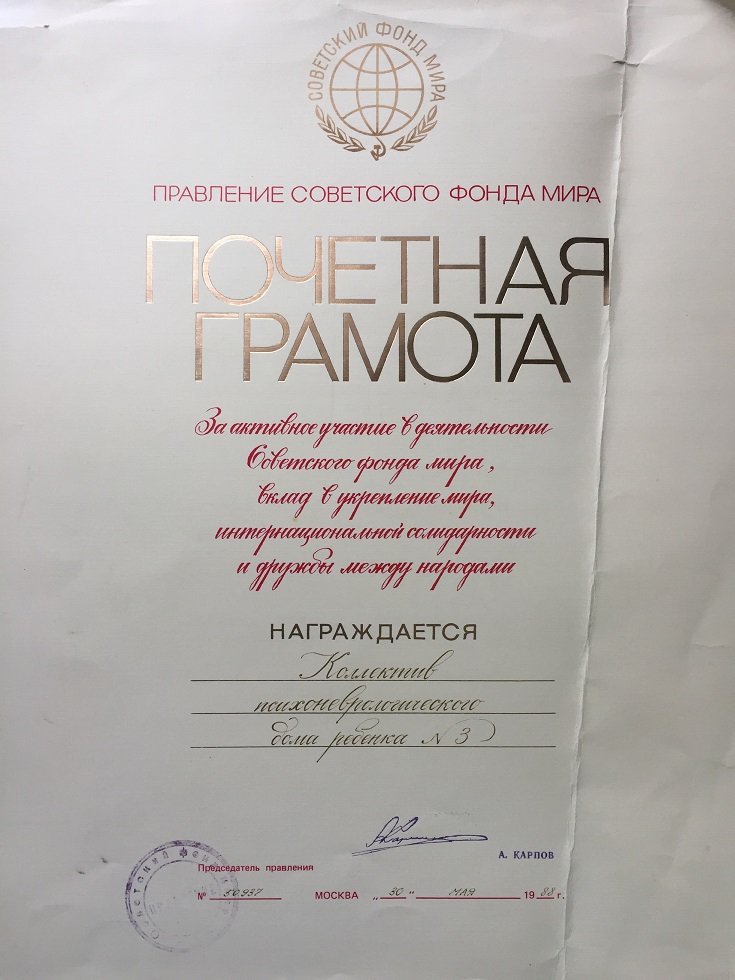 СОВЕТСКИЙ ФОНД МИРА
ПРАВЛЕНИЕ СОВЕТСКОГО ФОНДА МИРА
ПОЧЕТНАЯ
ГРАМОТА
За активное участие в деятельности
Советского фонда мира,
вклад в укрепление мира,
интернациональной солидарности
и дружбы между народами
НАГРАЖДАЕТСЯ
Коллектив
психоневрологического
дома ребенка N 3
А. КАРПОВ
Председатель правления
№ 50937 МОСКВА „30" МАЯ 1988 г.
Советский фонд